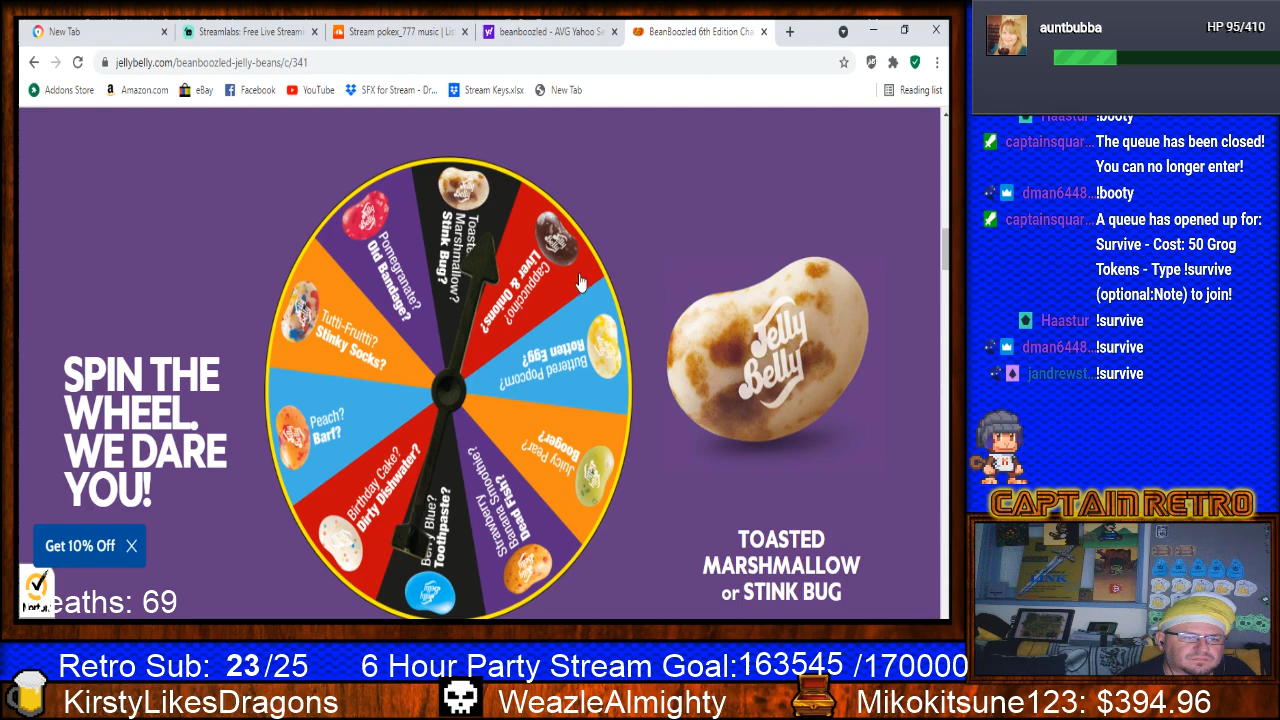 New Tab
Streamlabs: Free Live Stream
Stream pokex_777 music | Lis
beanboozled - AVG Yahoo Se
BeanBoozled 6th Edition Cha
jellybelly.com/beanboozled-jelly-beans/c/341
Addons Store
Amazon.com
eBay
Facebook
YouTube
SFX for Stream - Dr...
Stream Keys.xlsx
New Tab
Reading list
SPIN THE
WHEEL.
WE DARE
YOU!
Get 10% Off
Toasted
Marshmallow?
Stink Bug?
Cappuccino?
Liver & Onions?
Buttered Popcorn?
Rotten Egg?
Juicy Pear?
Booger?
Strawberry
Banana Smoothie?
Dead Fish?
Berry Blue?
Toothpaste?
Birthday Cake?
Dirty Dishwater?
Peach?
Barf?
Tutti-Fruitti?
Stinky Socks?
Pomegranate?
Old Bandage?
Jelly
Belly
TOASTED
MARSHMALLOW
or STINK BUG
eaths: 69
auntbubba
HP 95/410
Haastur !booty
captainsquar... The queue has been closed!
You can no longer enter!
dman6448... !booty
captainsquar... A queue has opened up for:
Survive - Cost: 50 Grog
Tokens - Type !survive
(optional:Note) to join!
Haastur !survive
dman6448... !survive
jandrewst... !survive
CAPTAIN RETRO
LINK
Retro Sub: 23/25
6 Hour Party Stream Goal:163545 /170000
KirstyLikesDragons
WeazleAlmighty
Mikokitsune123: $394.96